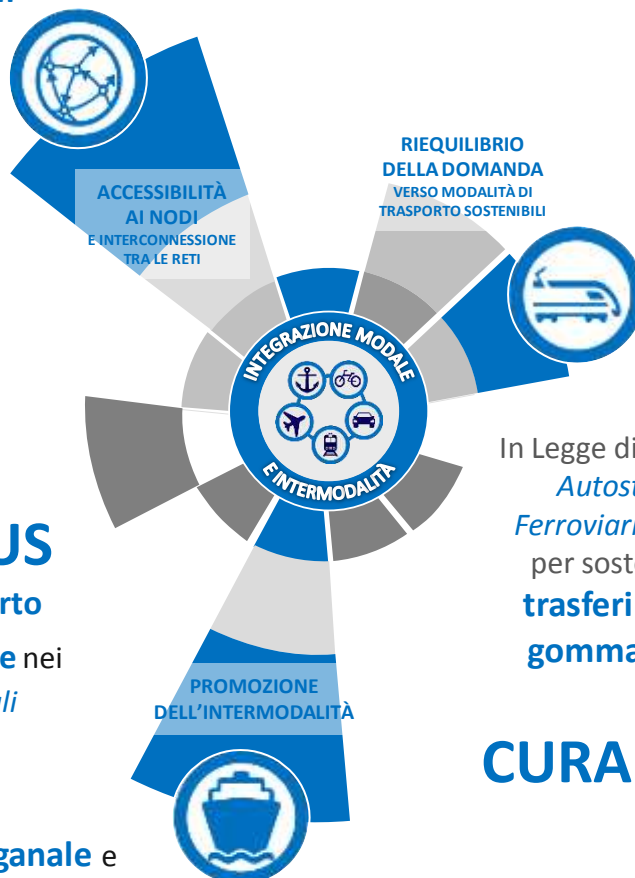 ACCESSIBILITÀ
AI NODI
E INTERCONNESSIONE
TRA LE RETI
RIEQUILIBRIO
DELLA DOMANDA
VERSO MODALITÀ DI
TRASPORTO SOSTENIBILI
INTEGRAZIONE MODALE
E INTERMODALITÀ
In Legge di
Autost
Ferroviari
per soste
trasferi
gomma
US
rto
e nei
li
PROMOZIONE
DELL'INTERMODALITÀ
CURA
ganale e